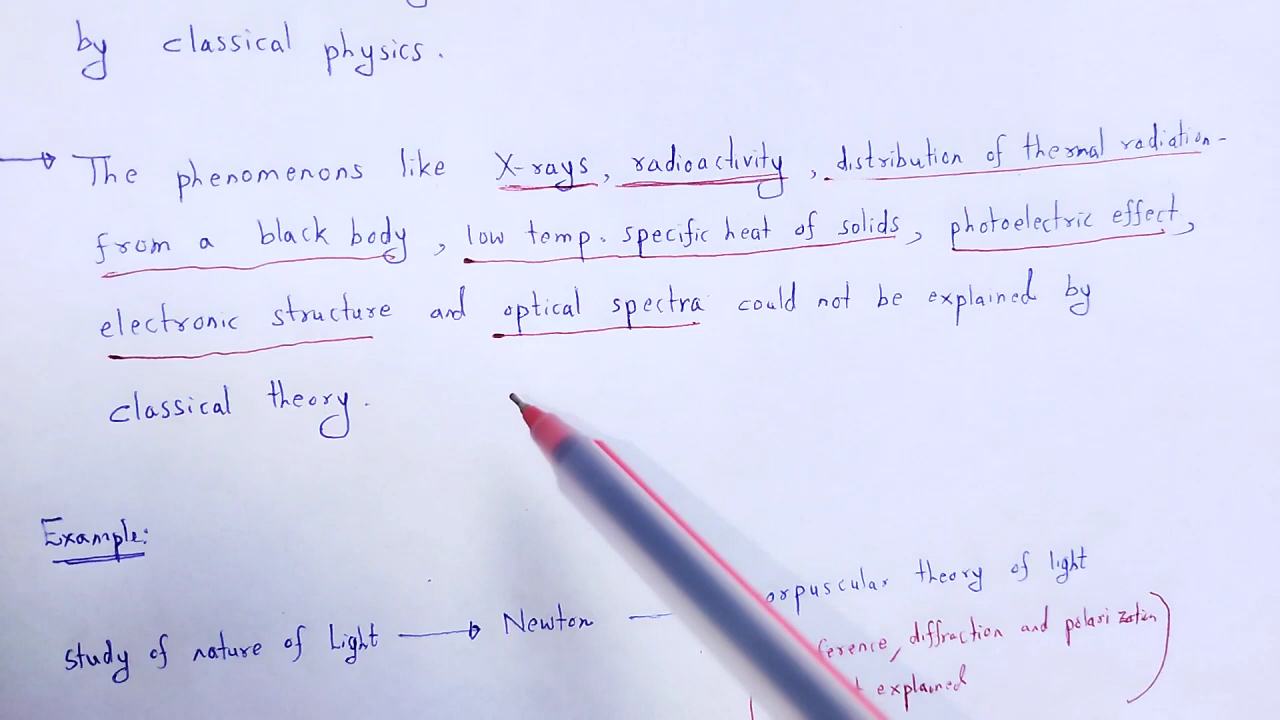 by classical physics.
The phenomenons like X-rays, radioactivity, distribution of thermal radiation-
from a black body, low temp. specific heat of solids, photoelectric effect,
electronic structure and optical spectra could not be explained by
classical theory.
Example:
study of nature of Light → Newton — orpuscular theory of light
ference, diffraction and polarization
explained